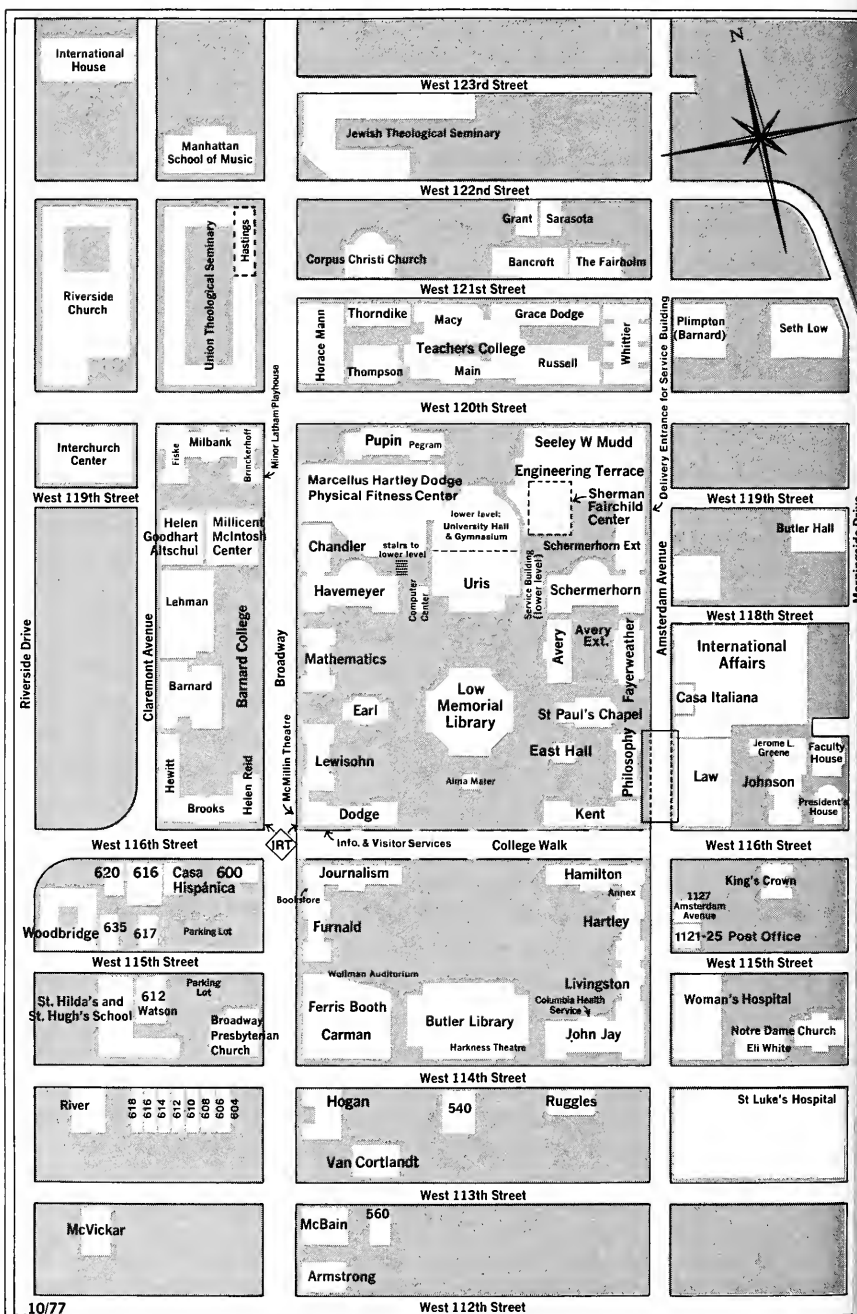 International
House
West 123rd Street
N
Jewish Theological Seminary
Manhattan
School of Music
West 122nd Street
Grant
Sarasota
Hastings
Union Theological Seminary
Corpus Christi Church
Bancroft
The Fairholm
Riverside
Church
West 121st Street
Horace Mann
Thorndike
Macy
Grace Dodge
Whittier
Plimpton
(Barnard)
Seth Low
Teachers College
Thompson
Main
Russell
Delivery Entrance for Service Building
Minor Latham Playhouse
West 120th Street
Interchurch
Center
Fiske
Milbank
Brinckerhoff
Pupin
Pegram
Seeley W Mudd
Marcellus Hartley Dodge
Physical Fitness Center
Engineering Terrace
West 119th Street
Sherman
Fairchild
Center
West 119th Street
Helen
Goodhart
Altschul
Millicent
McIntosh
Center
lower level:
University Hall
& Gymnasium
Butler Hall
Chandler
stairs to
lower level
Schermerhorn Ext
Havemeyer
Computer
Center
Uris
Service Building
(lower level)
Schermerhorn
Amsterdam Avenue
Lehman
West 118th Street
Riverside Drive
Claremont Avenue
Barnard College
Broadway
Mathematics
Avery
Avery
Ext.
Fayerweather
International
Affairs
Barnard
Earl
Low
Memorial
Library
St Paul's Chapel
Casa Italiana
Hewitt
Helen Reid
McMillin Theatre
Lewisohn
East Hall
Philosophy
Law
Jerome L.
Greene
Johnson
Faculty
House
Alma Mater
President's
House
Brooks
Dodge
Kent
West 116th Street
IRT
Info. & Visitor Services
College Walk
West 116th Street
620
616
Casa
Hispánica
600
Journalism
Hamilton
King's Crown
Bookstore
Annex
1127
Amsterdam
Avenue
Woodbridge
635
617
Parking Lot
Furnald
Hartley
1121-25 Post Office
West 115th Street
West 115th Street
Wollman Auditorium
St. Hilda's and
St. Hugh's School
612
Watson
Parking
Lot
Livingston
Woman's Hospital
Broadway
Presbyterian
Church
Ferris Booth
Carman
Butler Library
Harkness Theatre
Columbia Health
Service
John Jay
Notre Dame Church
Eli White
West 114th Street
River
618
616
614
612
610
608
606
604
Hogan
540
Ruggles
St Luke's Hospital
Van Cortlandt
West 113th Street
McVickar
McBain
560
Armstrong
10/77
West 112th Street